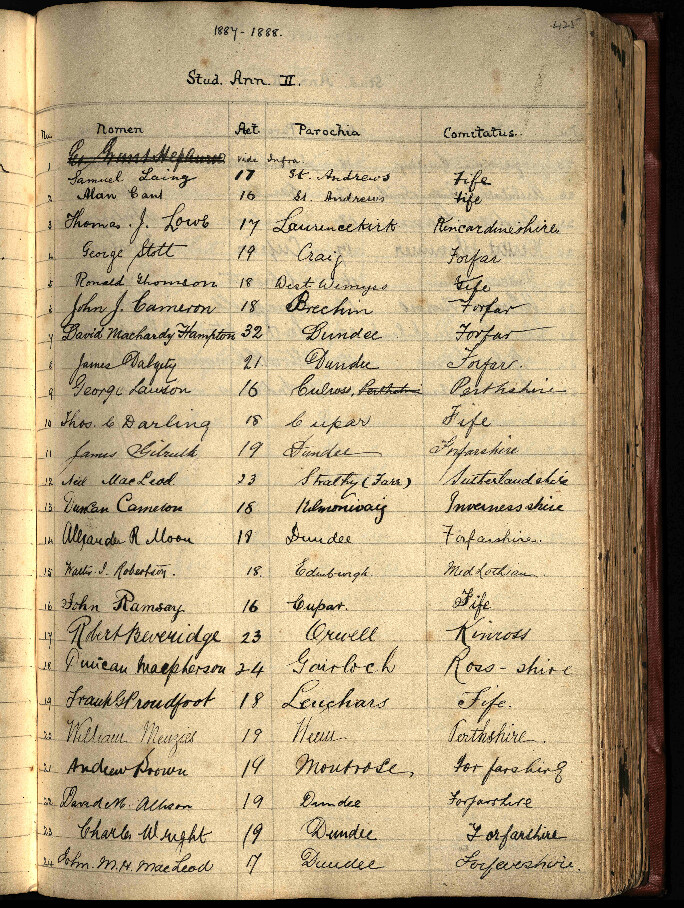 425
1887-1888.
Stud. Ann. II.
No. Nomen Aet Parochia Comitatus.
Vide Infra.
1 Samuel Laing 17 St. Andrews Fife
2 Alan Cant 16 St. Andrews Fife
3 Thomas J. Lowe 17 Laurencekirk Kincardineshire
4 George Stott 19 Craig Forfar
5 Ronald Thomson 18 West Wemyss Fife
6 John J. Cameron 18 Brechin Forfar
7 David Machardy Hampton 32 Dundee Forfar
8 James Dalgety 21 Dundee Forfar.
9 George Lawson 16 Culross, Perthshire Perthshire
10 Thos. C Darling 18 Cupar Fife
11 James Gilruth 19 Dundee Forfarshire
12 Neil MacLeod 23 Strathy (Farr) Sutherlandshire
13 Duncan Cameron 18 Kilmonivaig Invernessshire
14 Alexander R Moon 18 Dundee Forfarshire.
15 Walter I. Robertson. 18 Edinburgh. MidLothian
16 John Ramsay 16 Cupar. Fife
17 Robert Beveridge 23 Orwell Kinross
18 Duncan Macpherson 24 Gairloch Ross-shire
19 Frank G Proudfoot 18 Leuchars Fife.
20 William Menzies 19 Perthshire.
21 Andrew Brown 19 Montrose, Forfarshire
22 David M. Allison 19 Dundee Forfarshire
23 Charles Wright 19 Dundee Forfarshire
24 John. M.H. MacLeod 17 Dundee Forfarshire.